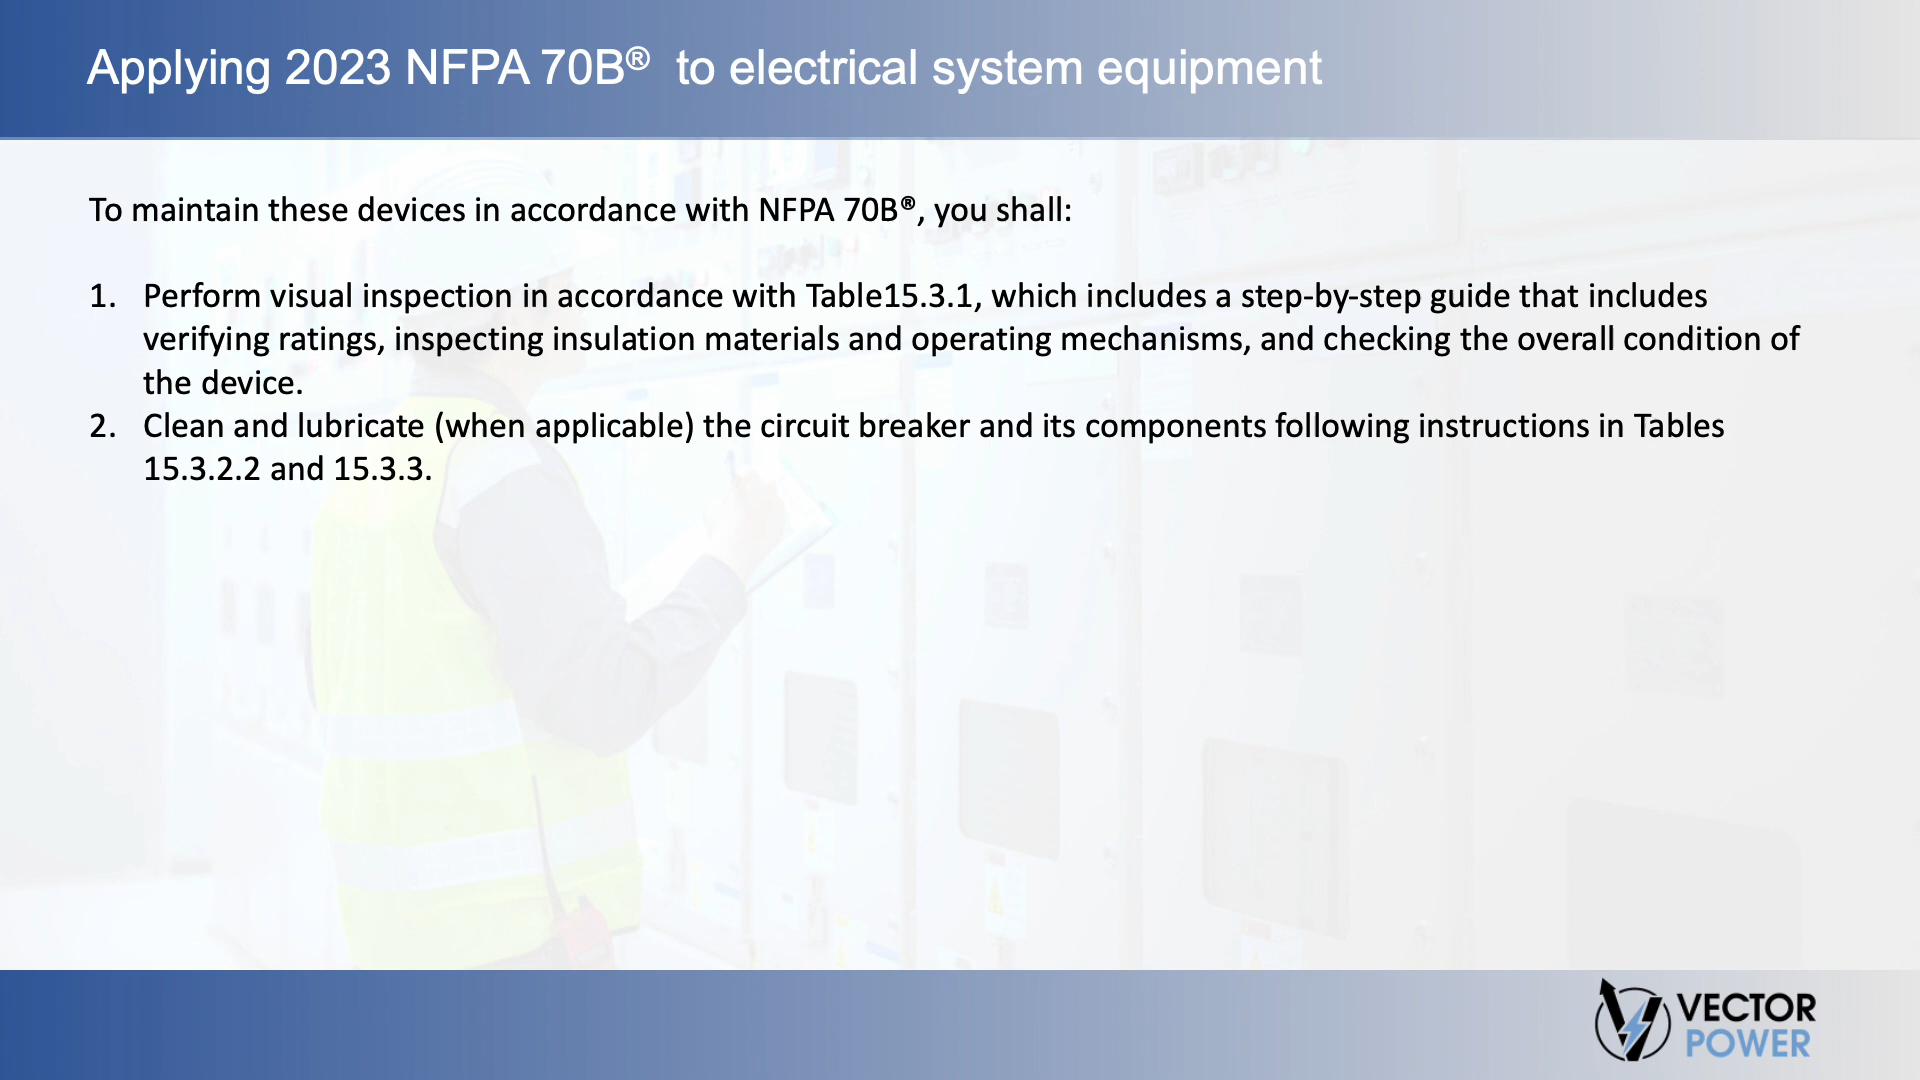 Applying 2023 NFPA 70B® to electrical system equipment
To maintain these devices in accordance with NFPA 70B®, you shall:
1. Perform visual inspection in accordance with Table15.3.1, which includes a step-by-step guide that includes
verifying ratings, inspecting insulation materials and operating mechanisms, and checking the overall condition of
the device.
2. Clean and lubricate (when applicable) the circuit breaker and its components following instructions in Tables
15.3.2.2 and 15.3.3.
VECTOR
POWER